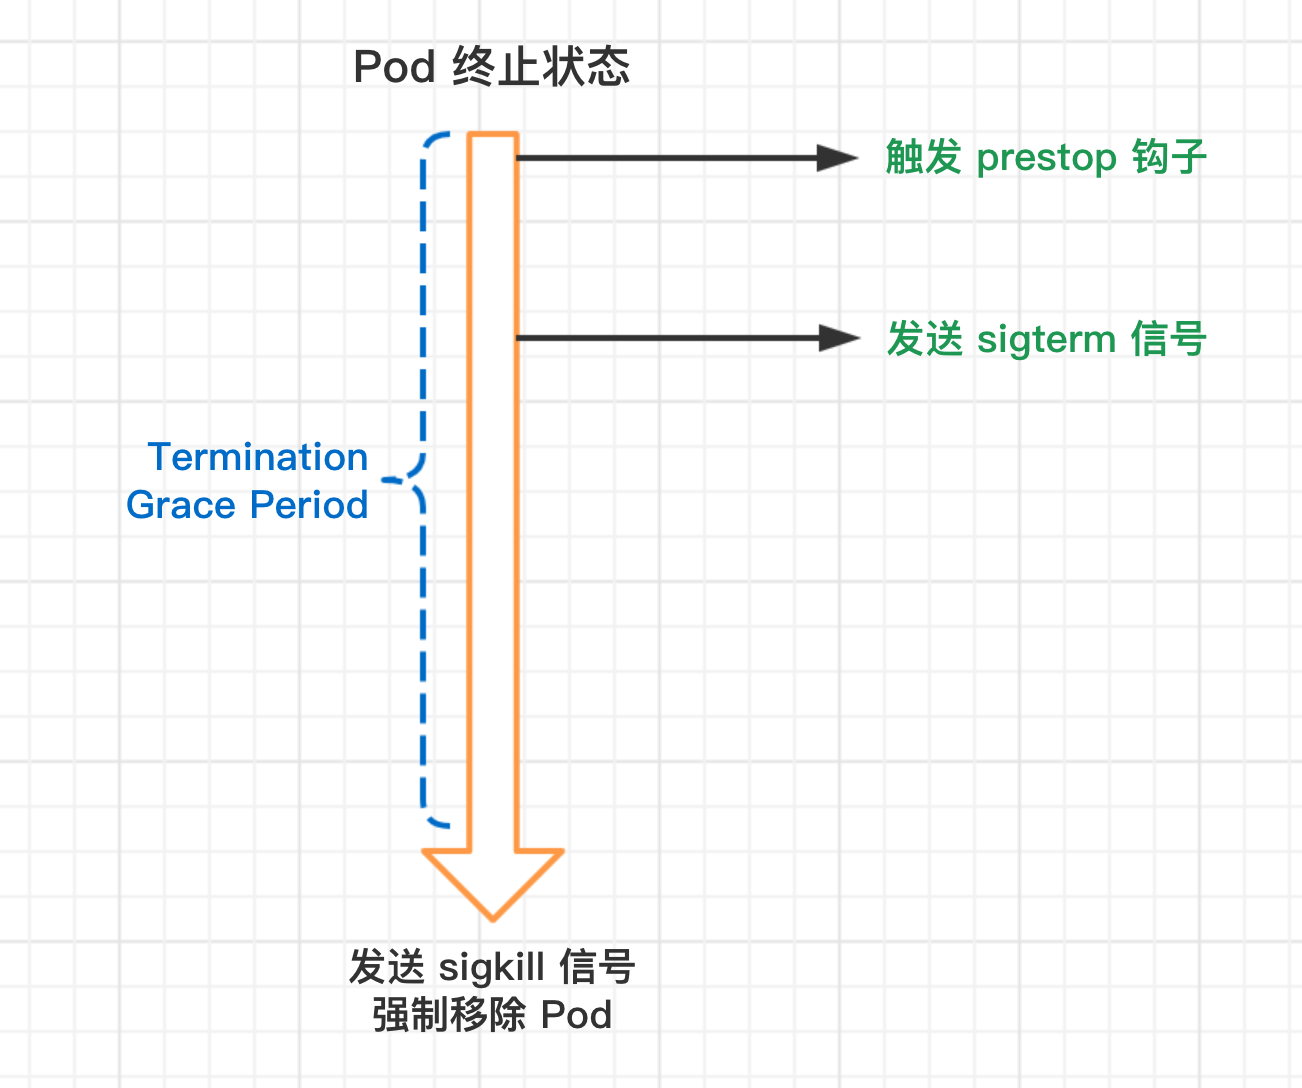 Pod 终止状态
触发 prestop 钩子
发送 sigterm 信号
Termination
Grace Period
发送 sigkill 信号
强制移除 Pod